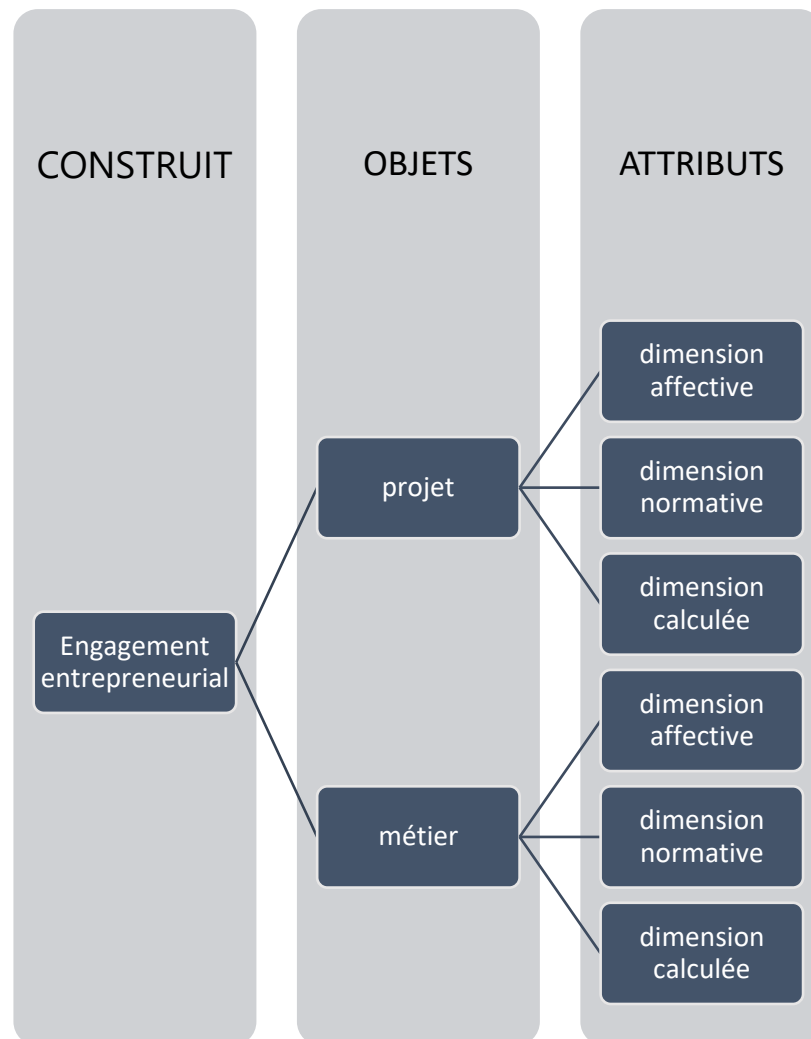 CONSTRUIT
OBJETS
ATTRIBUTS
dimension
affective
dimension
normative
projet
dimension
calculée
Engagement
entrepreneurial
dimension
affective
dimension
normative
métier
dimension
calculée